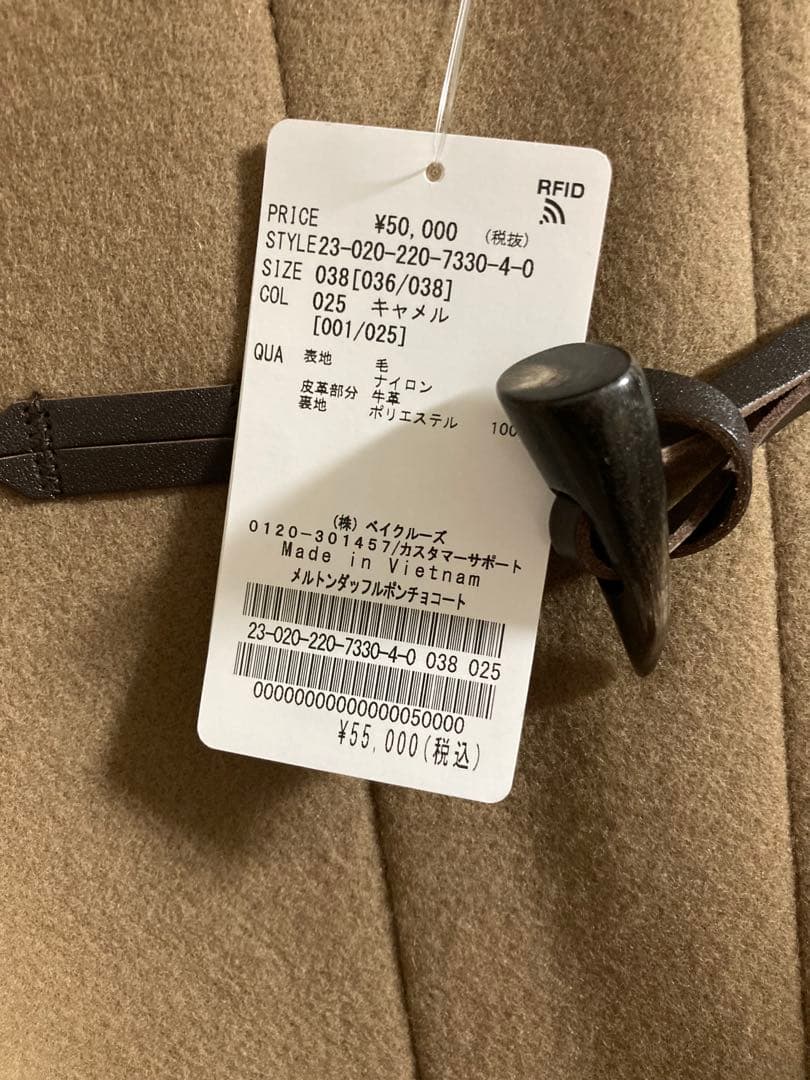 RFID
PRICE ¥50,000 (税抜)
STYLE23-020-220-7330-4-0
SIZE 038[036/038]
COL 025 キャメル
[001/025]
QUA 表地 毛
ナイロン
皮革部分 牛革
裏地 ポリエステル 100
(株) ベイクルーズ
0120-301457/カスタマーサポート
Made in Vietnam
メルトンダッフルポンチョコート
23-020-220-7330-4-0 038 025
00000000000000050000
¥55,000(税込)